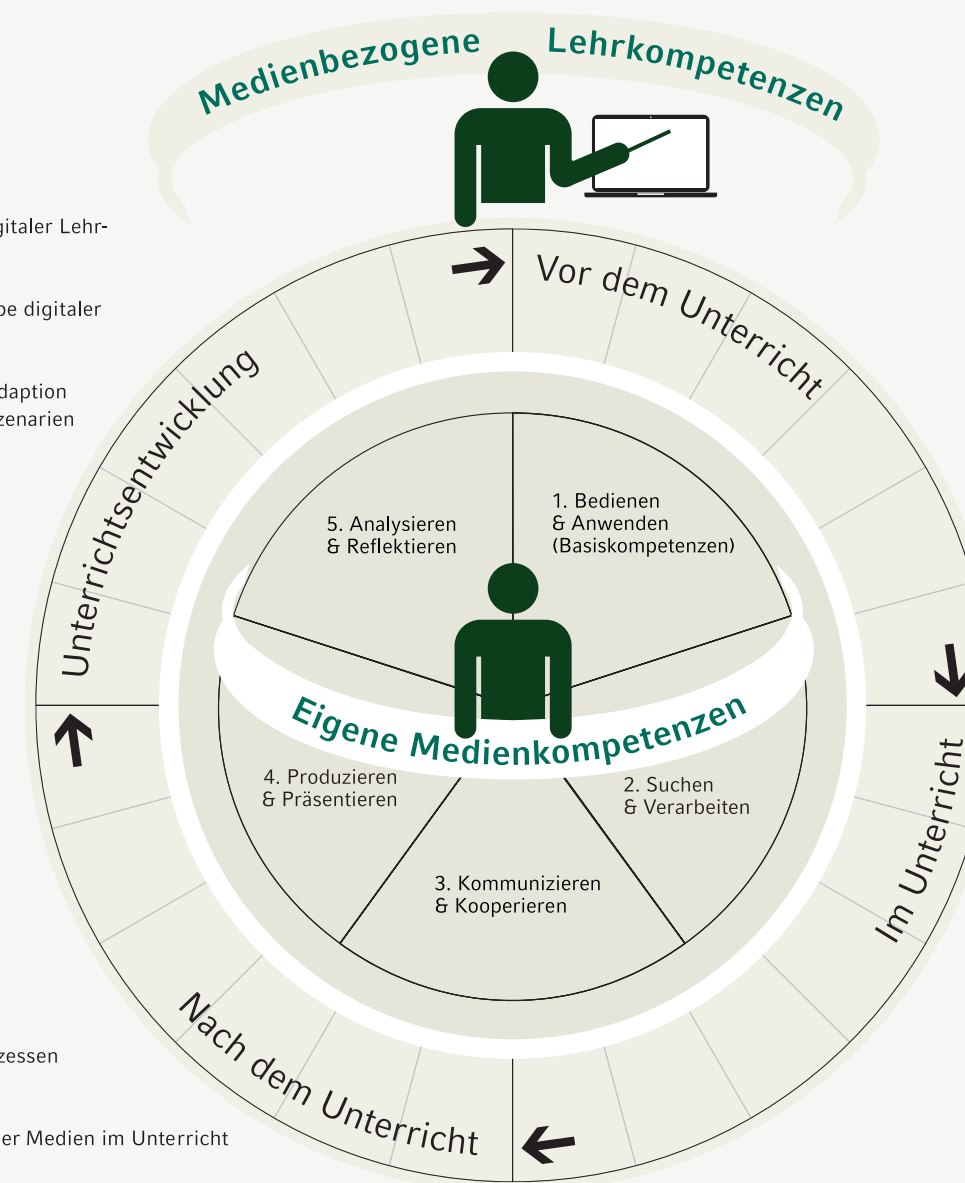 Medienbezogene Lehrkompetenzen
gitaler Lehr-
be digitaler
daption
zenarien
Vor dem Unterricht
Unterrichtsentwicklung
5. Analysieren
& Reflektieren
1. Bedienen
& Anwenden
(Basiskompetenzen)
Eigene Medienkompetenzen
4. Produzieren
& Präsentieren
2. Suchen
& Verarbeiten
3. Kommunizieren
& Kooperieren
Im Unterricht
Nach dem Unterricht
zessen
er Medien im Unterricht